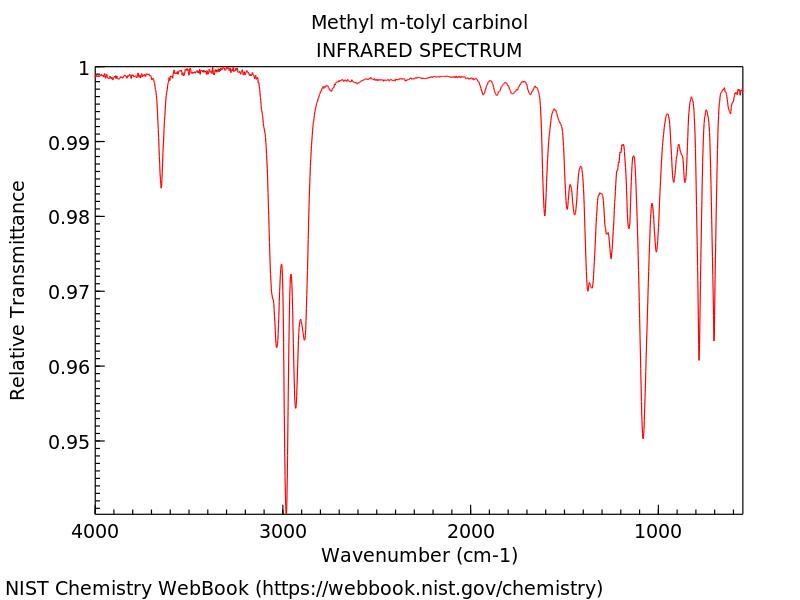 Methyl m-tolyl carbinol
INFRARED SPECTRUM
1
0.99
0.98
0.97
0.96
0.95
Relative Transmittance
4000 3000 2000 1000
Wavenumber (cm-1)
NIST Chemistry WebBook (https://webbook.nist.gov/chemistry)